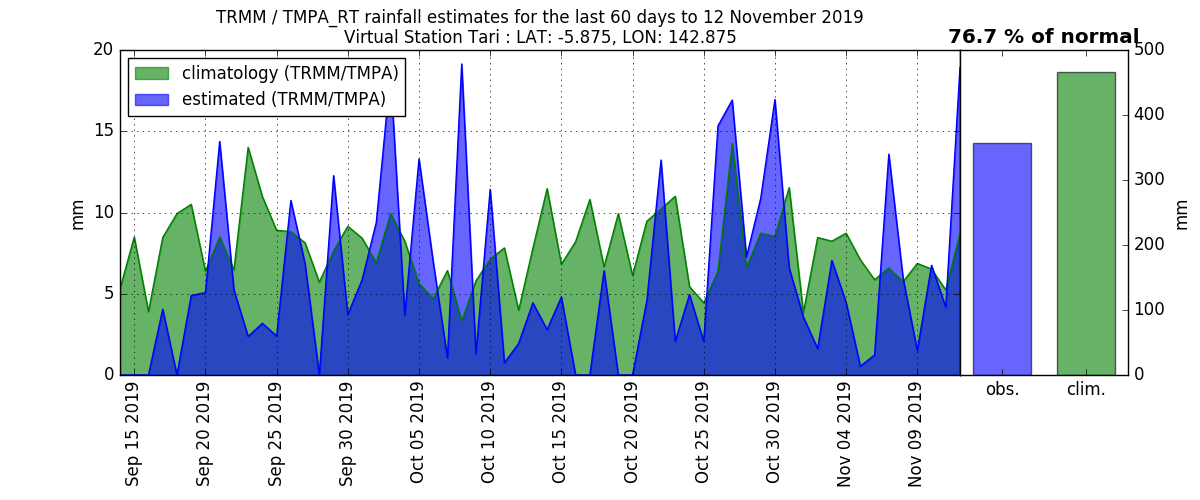 TRMM / TMPA_RT rainfall estimates for the last 60 days to 12 November 2019
Virtual Station Tari : LAT: -5.875, LON: 142.875
76.7 % of normal
climatology (TRMM/TMPA)
estimated (TRMM/TMPA)
20
15
10
5
0
mm
Sep 15 2019
Sep 20 2019
Sep 25 2019
Sep 30 2019
Oct 05 2019
Oct 10 2019
Oct 15 2019
Oct 20 2019
Oct 25 2019
Oct 30 2019
Nov 04 2019
Nov 09 2019
obs.
clim.
500
400
300
200
100
0
mm